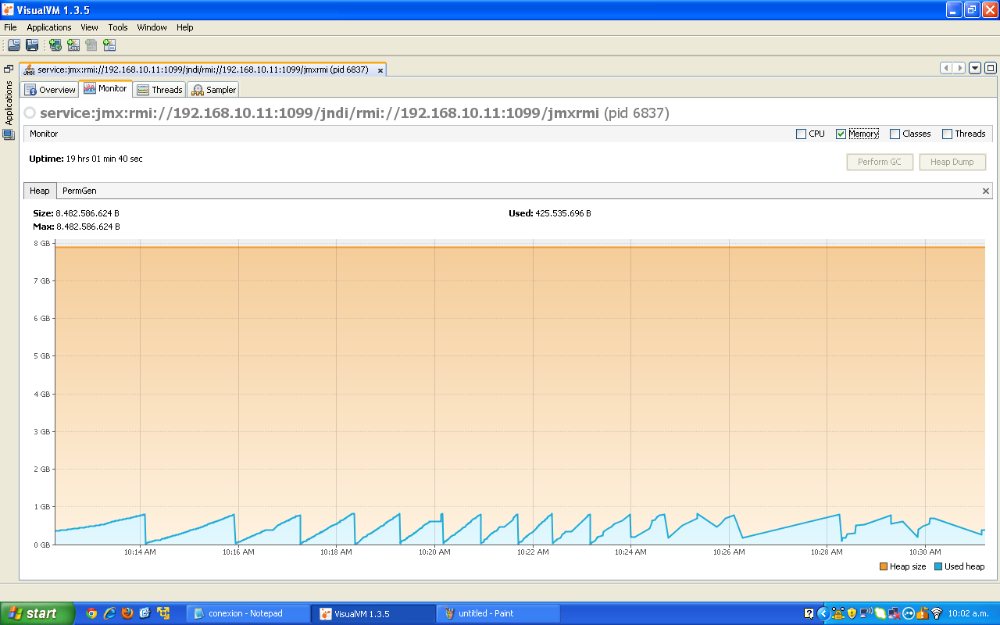 VisualVM 1.3.5
File Applications View Tools Window Help
service:jmx:rmi://192.168.10.11:1099/jndi/rmi://192.168.10.11:1099/jmxrmi (pid 6837)
Applications
Overview Monitor Threads Sampler
service:jmx:rmi://192.168.10.11:1099/jndi/rmi://192.168.10.11:1099/jmxrmi (pid 6837)
Monitor CPU Memory Classes Threads
Uptime: 19 hrs 01 min 40 sec Perform GC Heap Dump
Heap PermGen
Size: 8.482.586.624 B Used: 425.535.696 B
Max: 8.482.586.624 B
8 GB
7 GB
6 GB
5 GB
4 GB
3 GB
2 GB
1 GB
0 GB
10:14 AM 10:16 AM 10:18 AM 10:20 AM 10:22 AM 10:24 AM 10:26 AM 10:28 AM 10:30 AM
Heap size Used heap
start conexion - Notepad VisualVM 1.3.5 untitled - Paint 10:02 a.m.